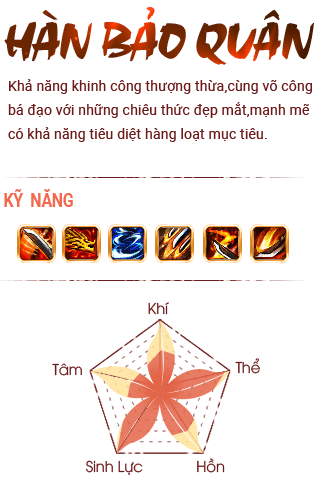 HÀN BẢO QUÂN
Khả năng khinh công thượng thừa,cùng võ công
bá đạo với những chiêu thức đẹp mắt,mạnh mẽ
có khả năng tiêu diệt hàng loạt mục tiêu.
KỸ NĂNG
Khí
Tâm
Thể
Sinh Lực
Hồn